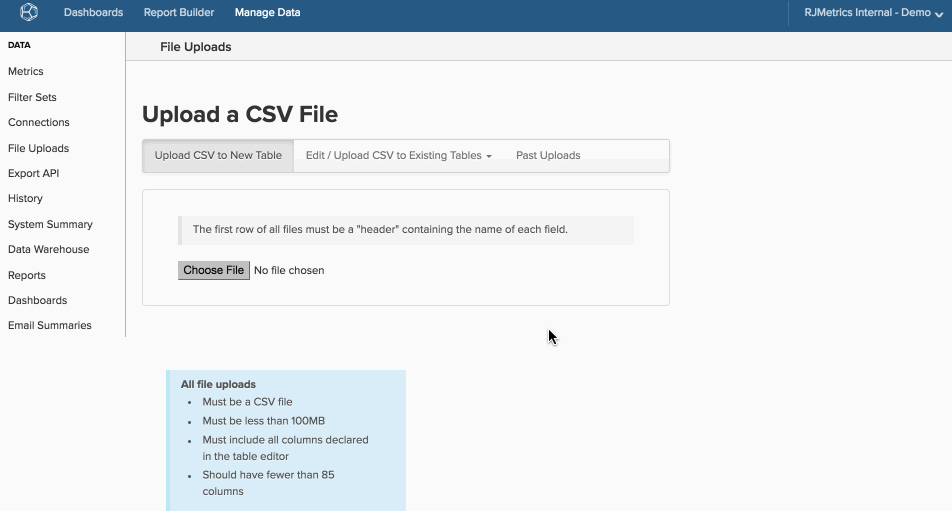 Dashboards Report Builder Manage Data RJMetrics Internal - Demo
DATA
File Uploads
Metrics
Filter Sets
Connections
File Uploads
Export API
History
System Summary
Data Warehouse
Reports
Dashboards
Email Summaries
Upload a CSV File
Upload CSV to New Table Edit / Upload CSV to Existing Tables Past Uploads
The first row of all files must be a "header" containing the name of each field.
Choose File No file chosen
All file uploads
Must be a CSV file
Must be less than 100MB
Must include all columns declared
in the table editor
Should have fewer than 85
columns